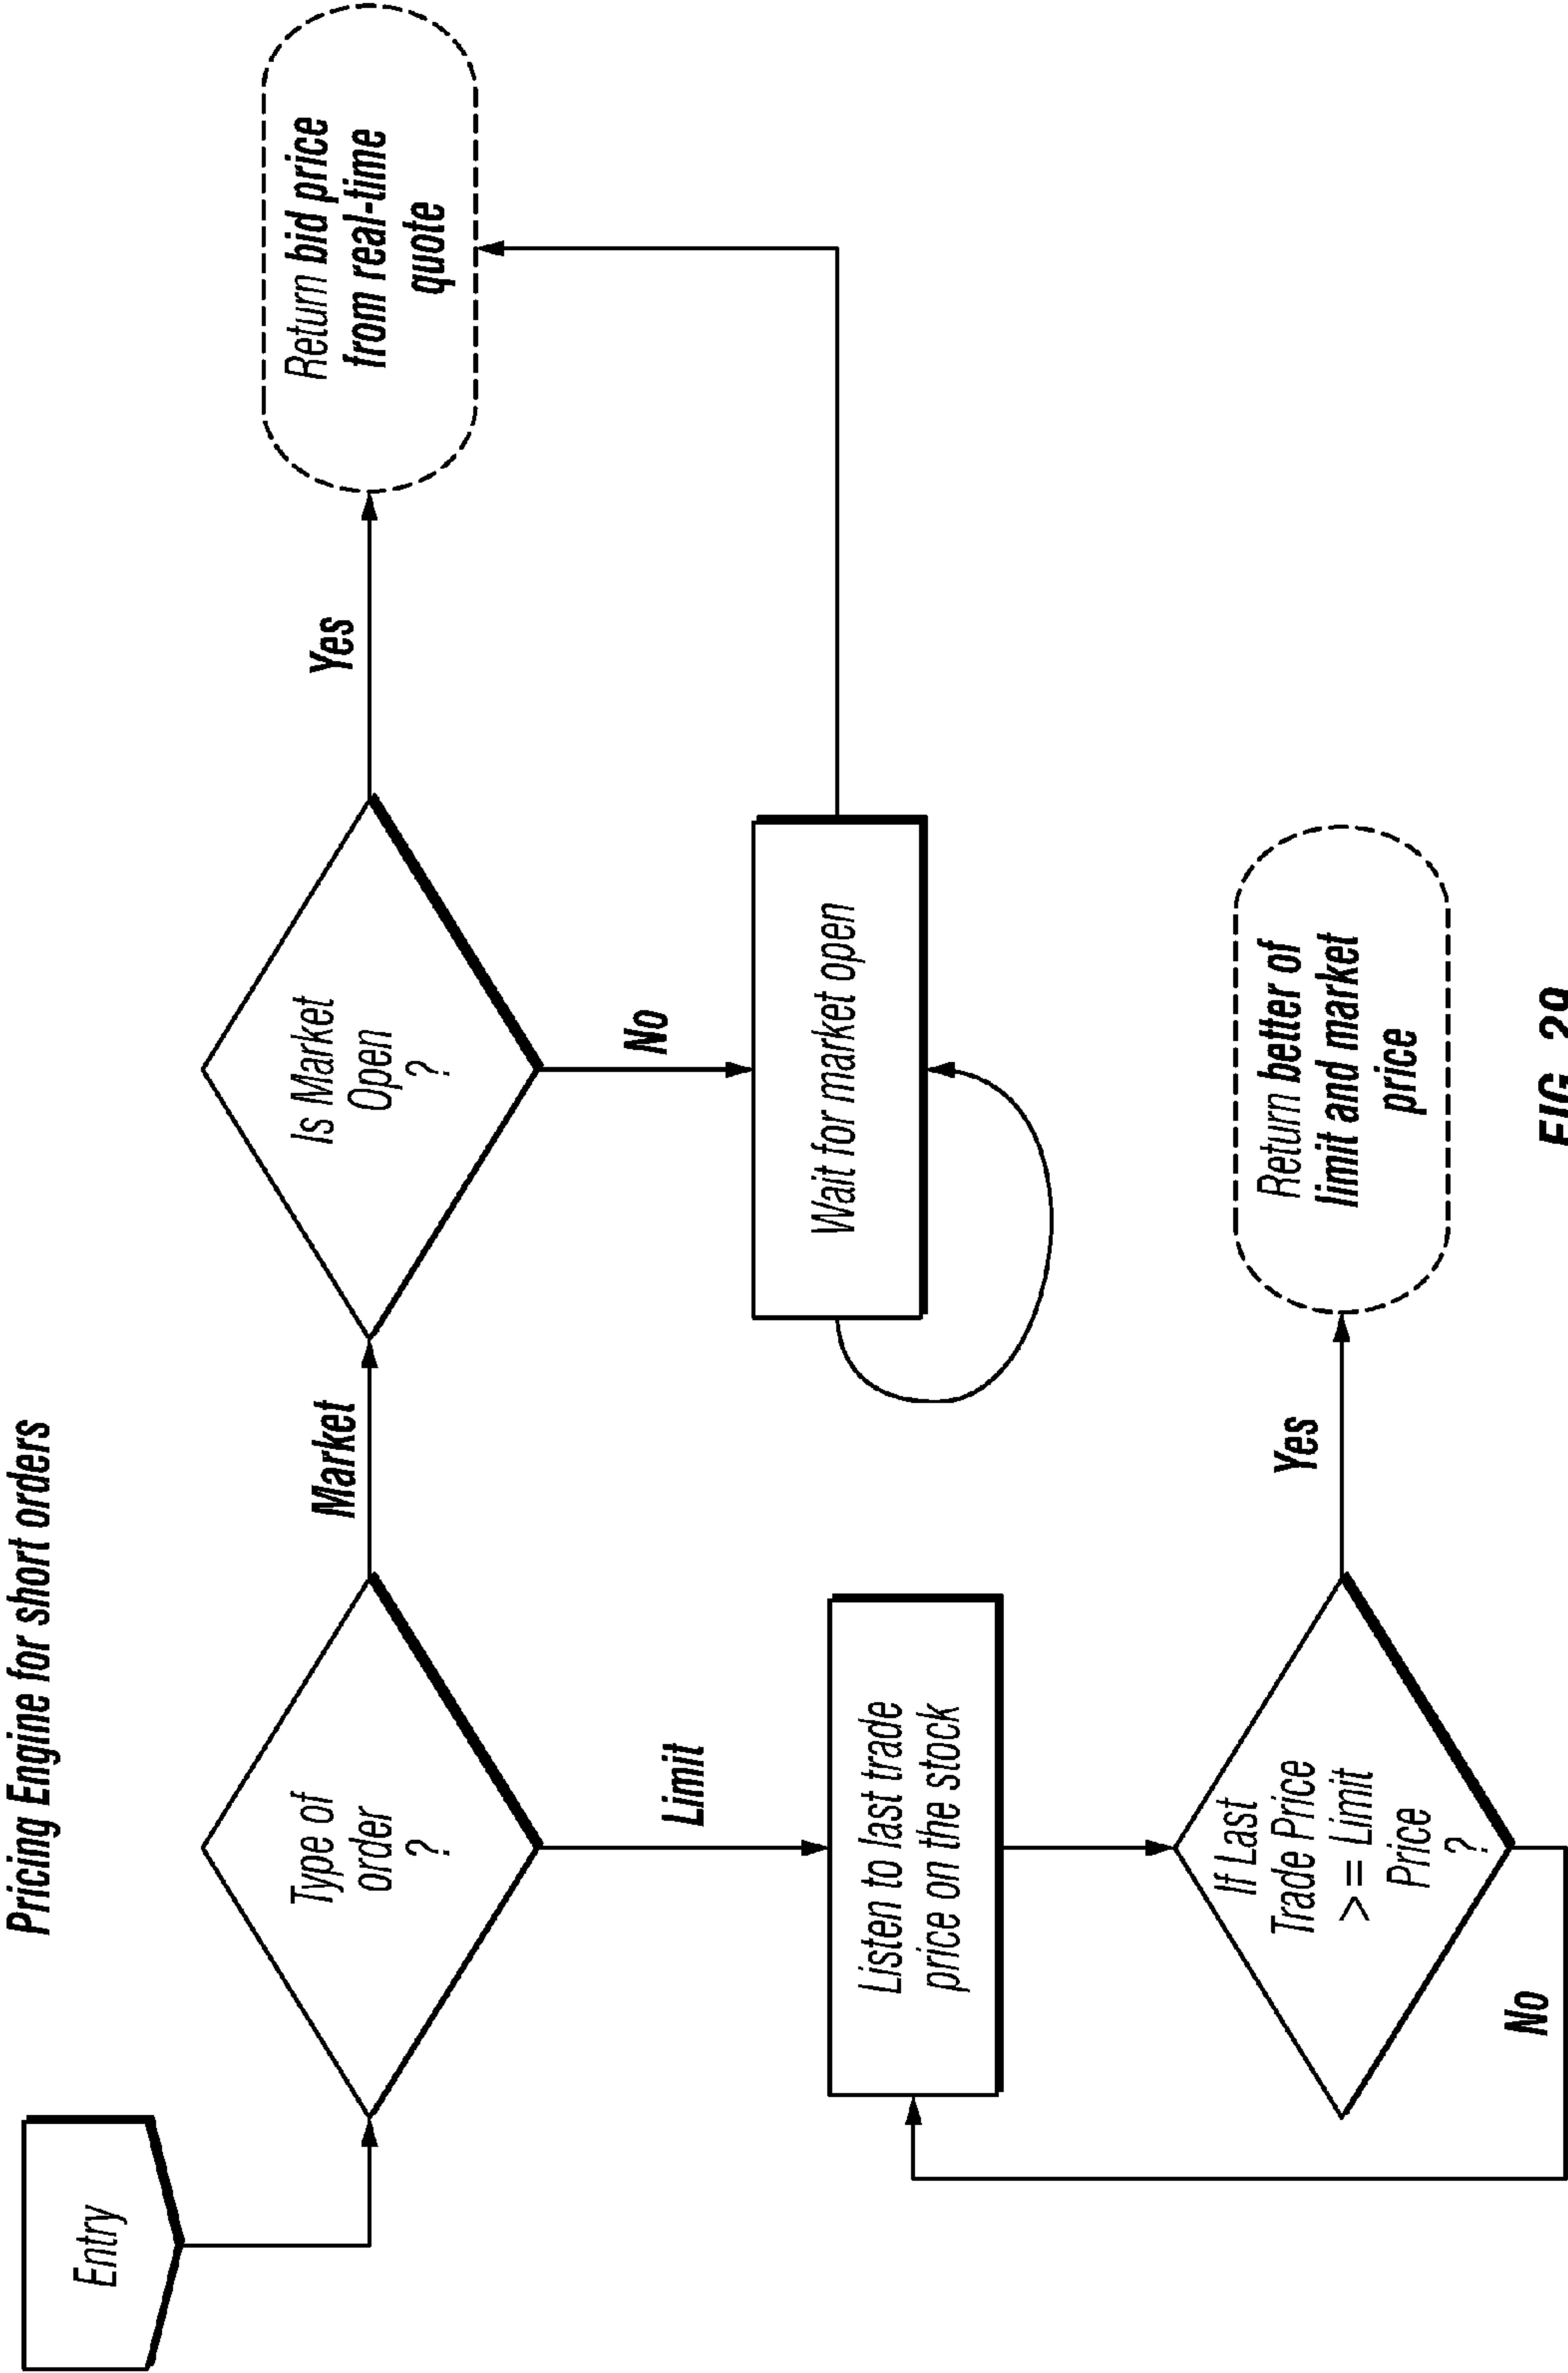 Pricing Engine for short orders
Entry
Type of
order
?
Market
Is Market
Open
?
Yes
Return bid price
from real-time
quote
Limit
No
Wait for market open
Listen to last trade
price on the stock
If Last
Trade Price
>= Limit
Price
?
Yes
Return better of
limit and market
price
No
FIG. 29